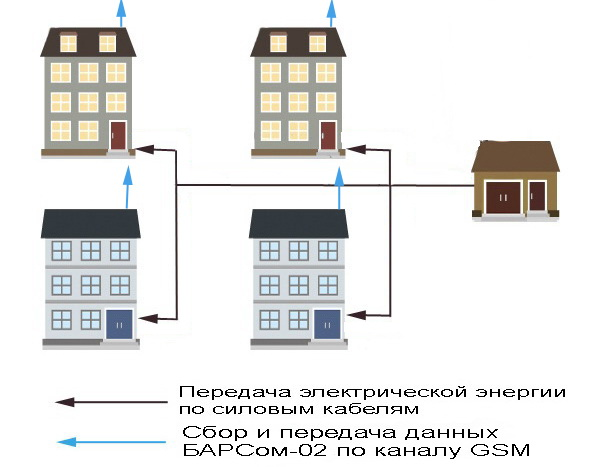 Передача электрической энергии
по силовым кабелям
Сбор и передача данных
БАРСом-02 по каналу GSM